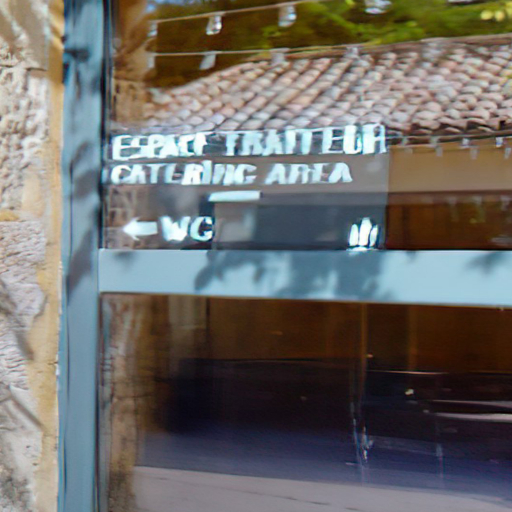 ESPACE TRAITEUR
CATERING AREA
← WC